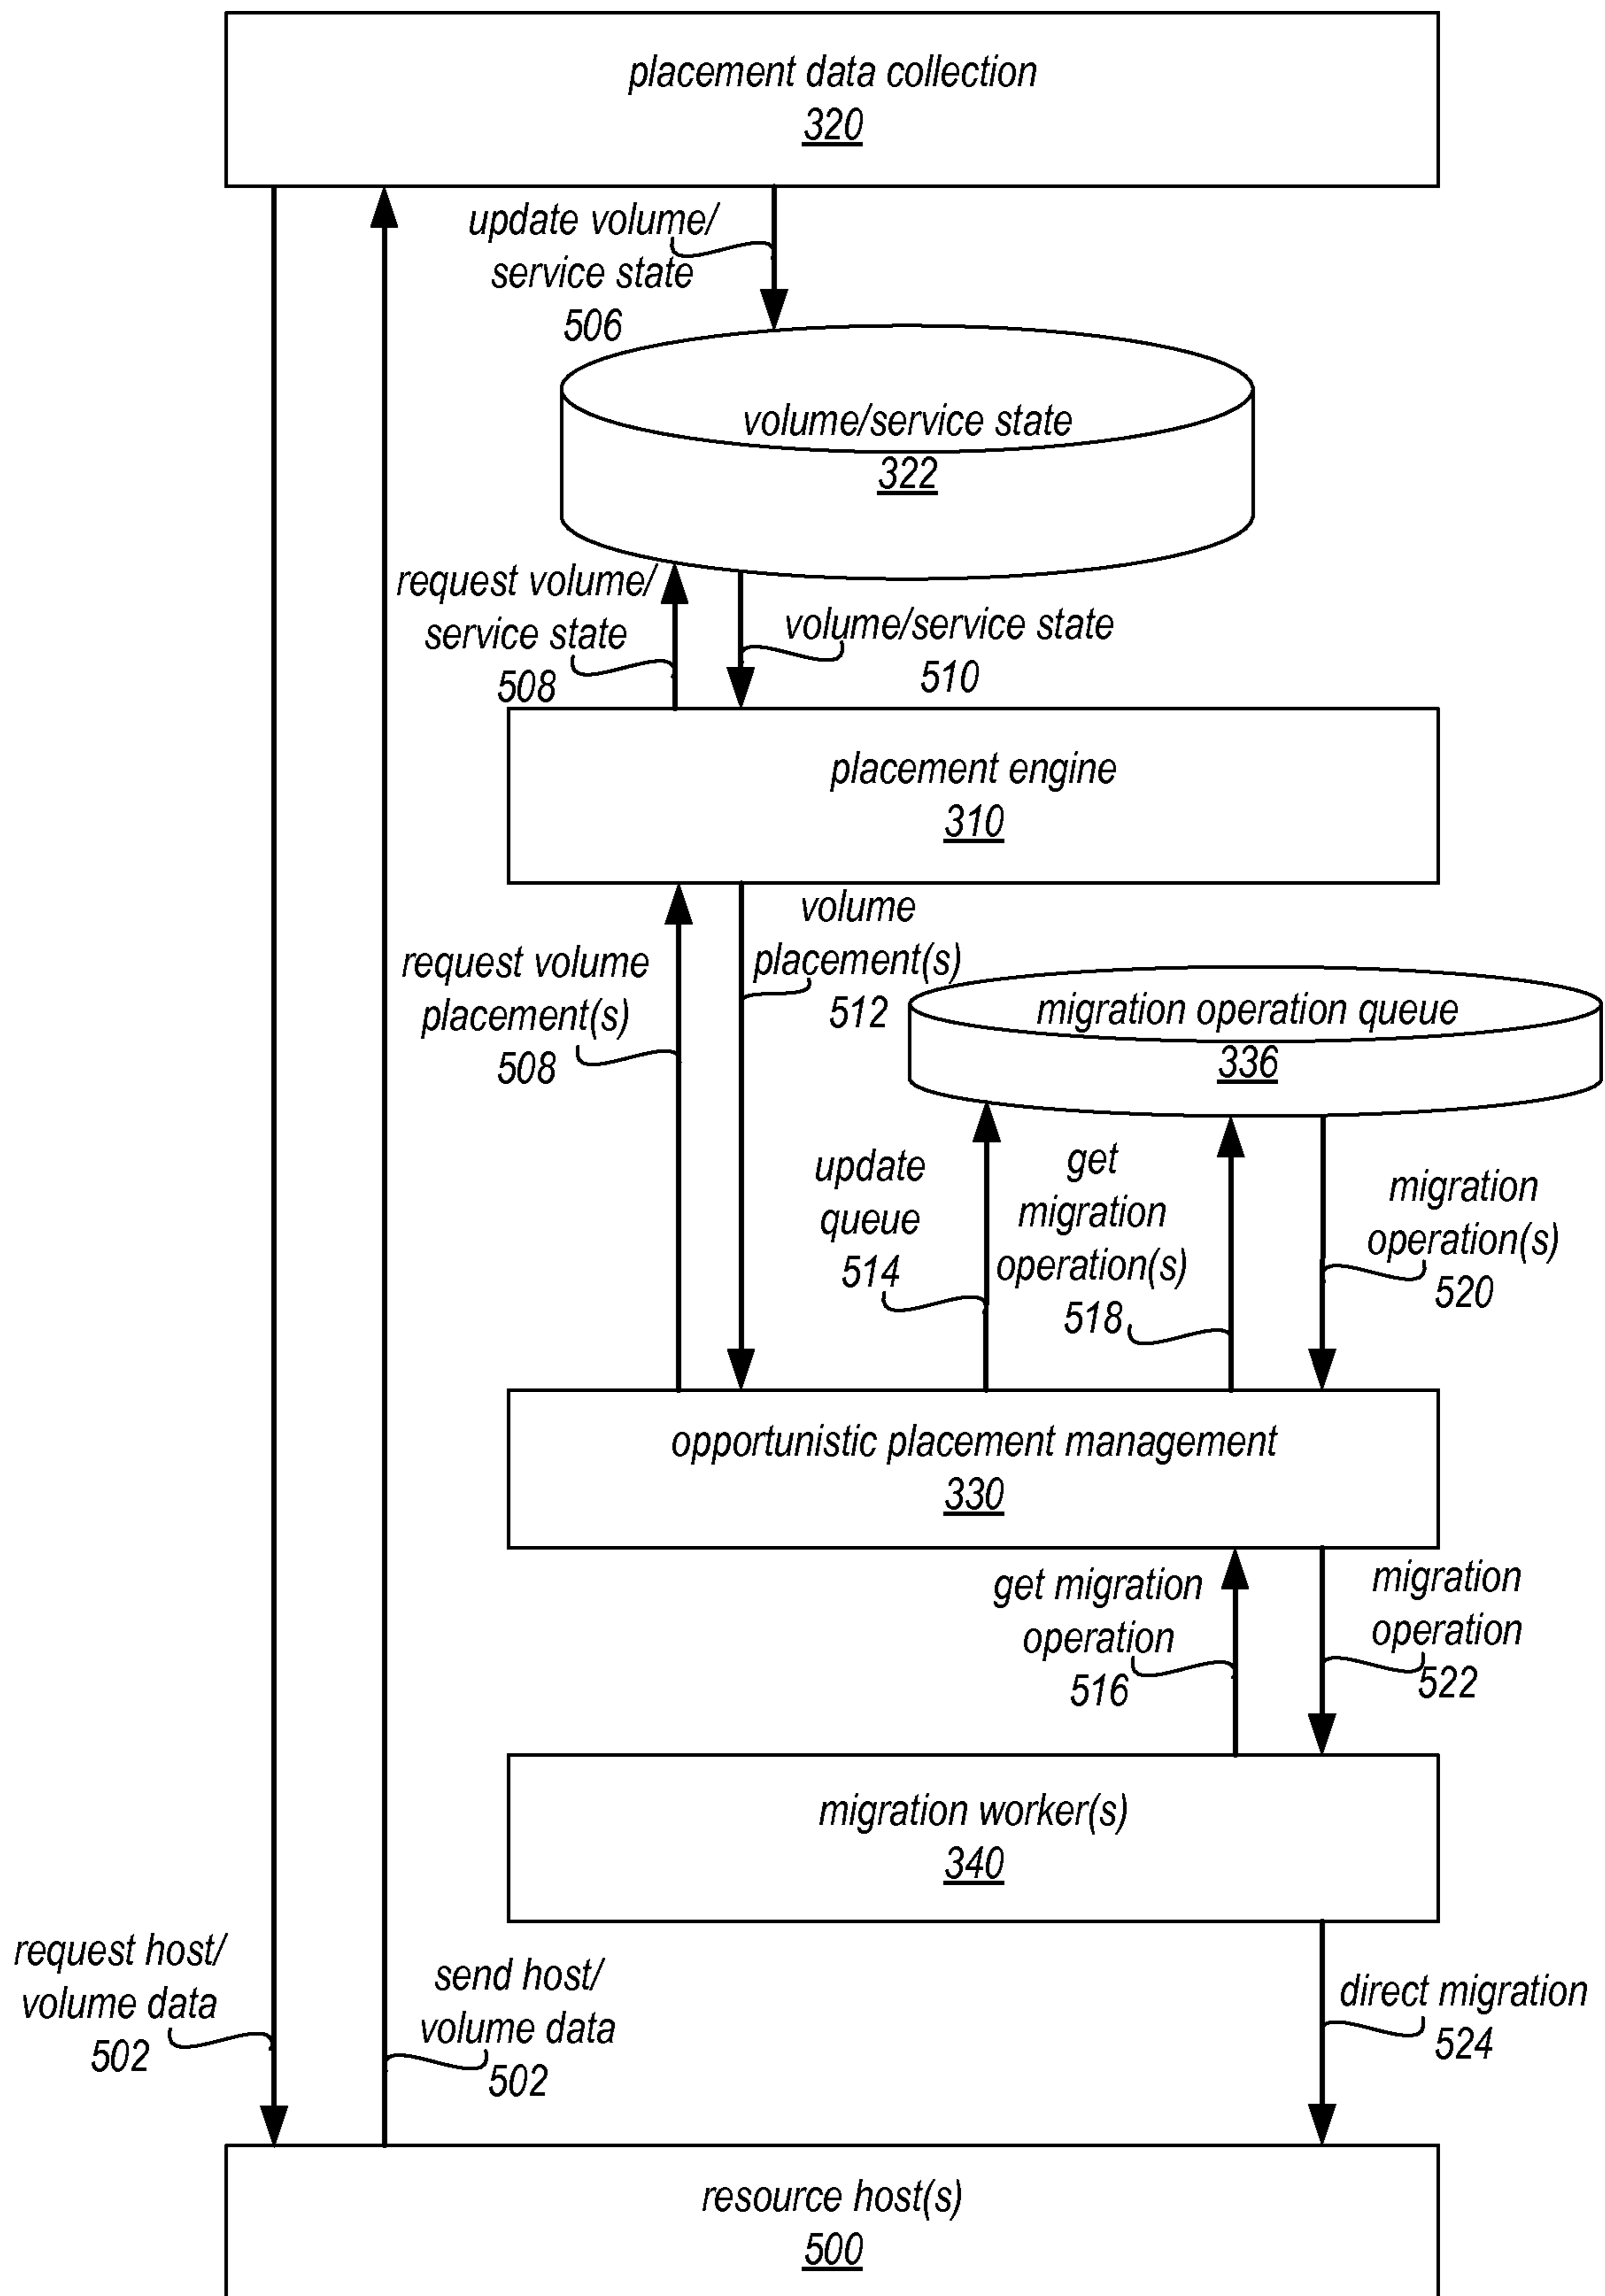 placement data collection
320
update volume/
service state
506
volume/service state
322
request volume/
service state
508
volume/service state
510
placement engine
310
request volume
placement(s)
508
volume
placement(s)
512
migration operation queue
336
update
queue
514
get
migration
operation(s)
518
migration
operation(s)
520
opportunistic placement management
330
get migration
operation
516
migration
operation
522
migration worker(s)
340
request host/
volume data
502
send host/
volume data
502
direct migration
524
resource host(s)
500